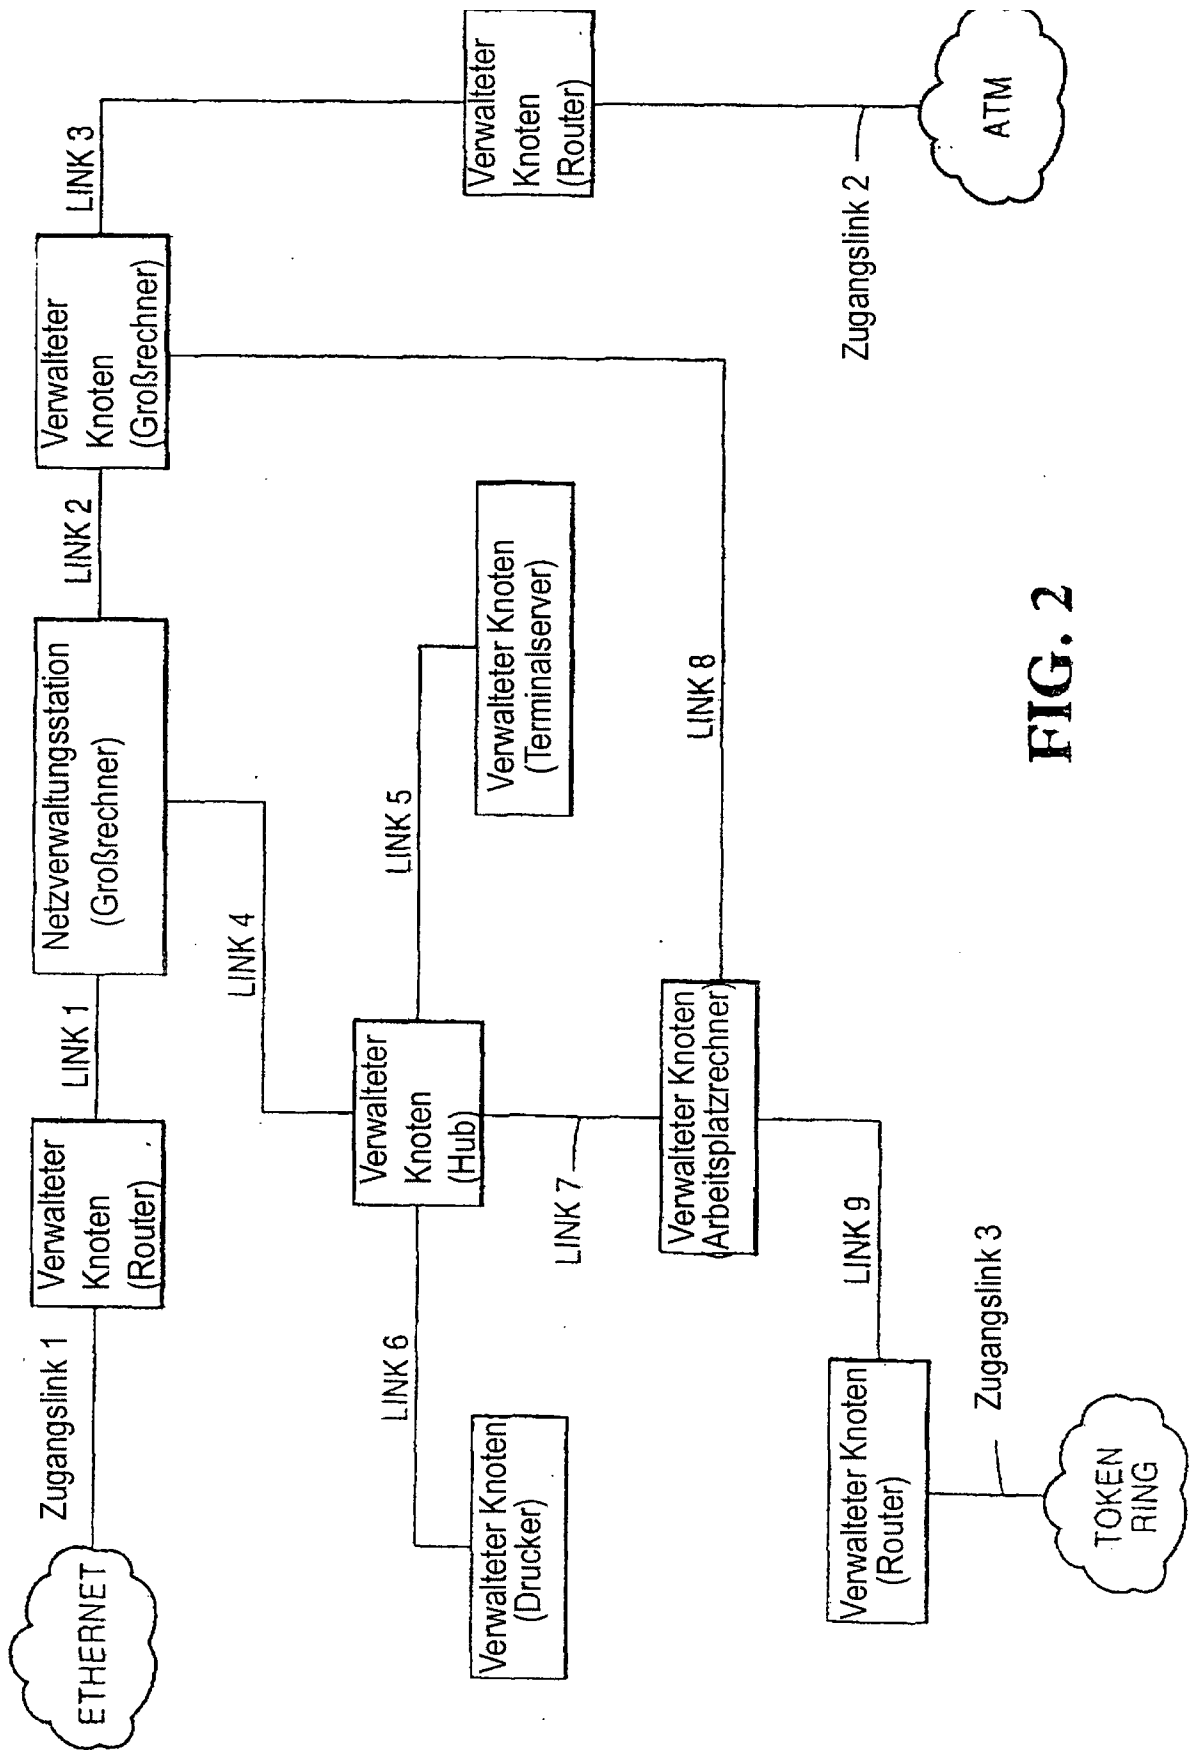 ETHERNET
Zugangslink 1
Verwalteter
Knoten
(Router)
LINK 1
Netzverwaltungsstation
(Großrechner)
LINK 2
Verwalteter
Knoten
(Großrechner)
LINK 3
LINK 4
Verwalteter
Knoten
(Hub)
LINK 5
LINK 6
Verwalteter Knoten
(Drucker)
Verwalteter Knoten
(Terminalserver)
Verwalteter
Knoten
(Router)
LINK 7
Verwalteter Knoten
(Arbeitsplatzrechner)
LINK 8
LINK 9
Verwalteter Knoten
(Router)
Zugangslink 3
TOKEN
RING
Zugangslink 2
ATM
FIG. 2